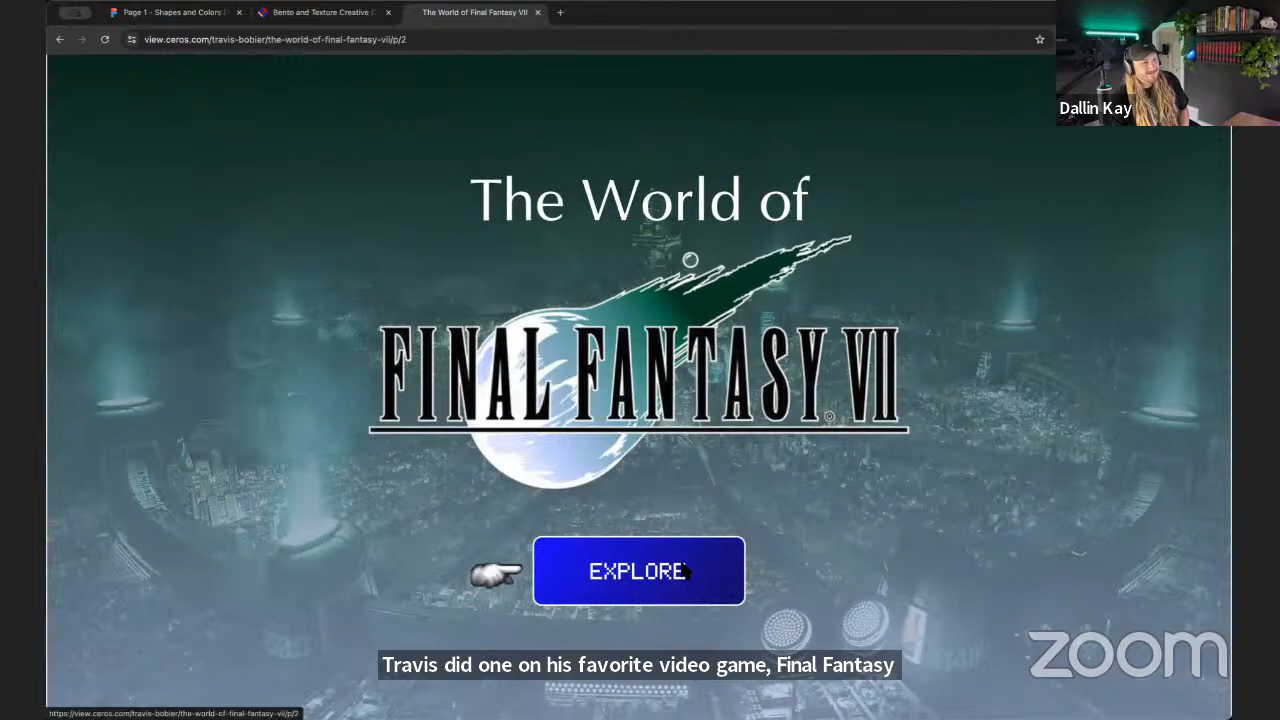 Page 1 - Shapes and Colors
Bento and Texture Creative
The World of Final Fantasy VII
view.ceros.com/travis-bobier/the-world-of-final-fantasy-vii/p/2
Dallin Kay
The World of
FINAL FANTASY VII
®
EXPLORE
Travis did one on his favorite video game, Final Fantasy
zoom
https://view.ceros.com/travis-bobier/the-world-of-final-fantasy-vii/p/2